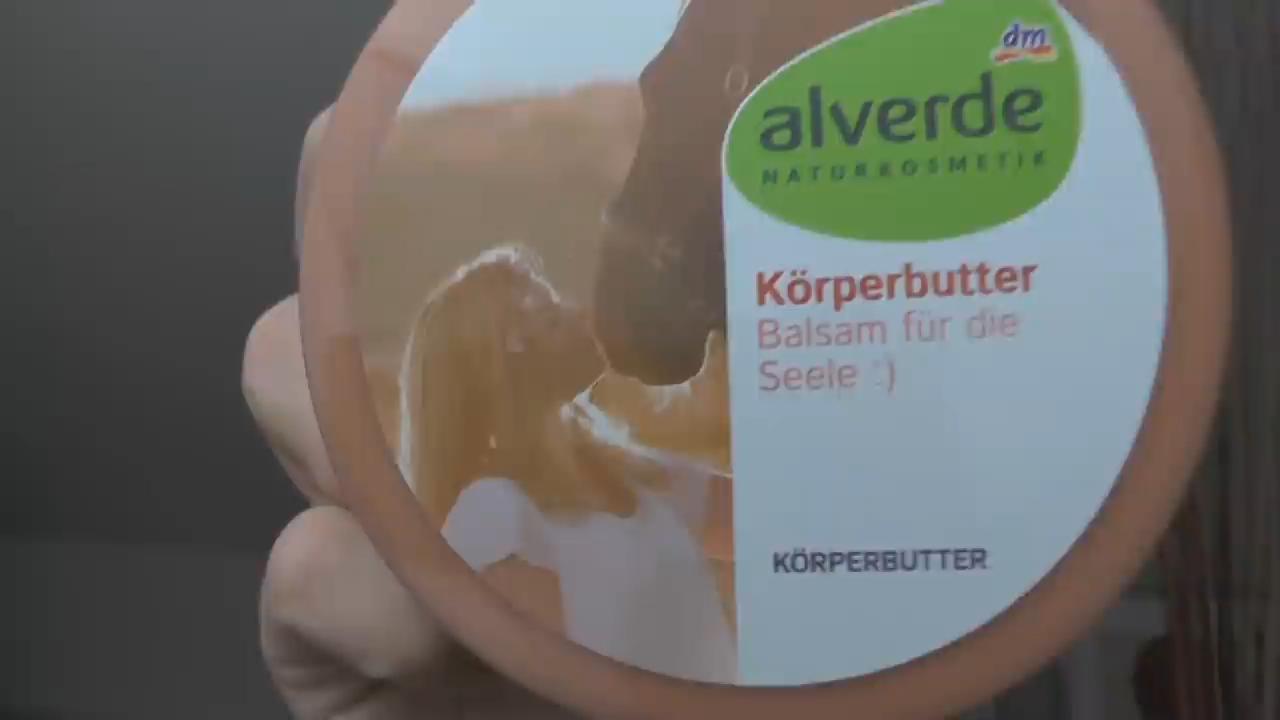 dm
alverde
NATURKOSMETIK
Körperbutter
Balsam für die
Seele :)
KÖRPERBUTTER